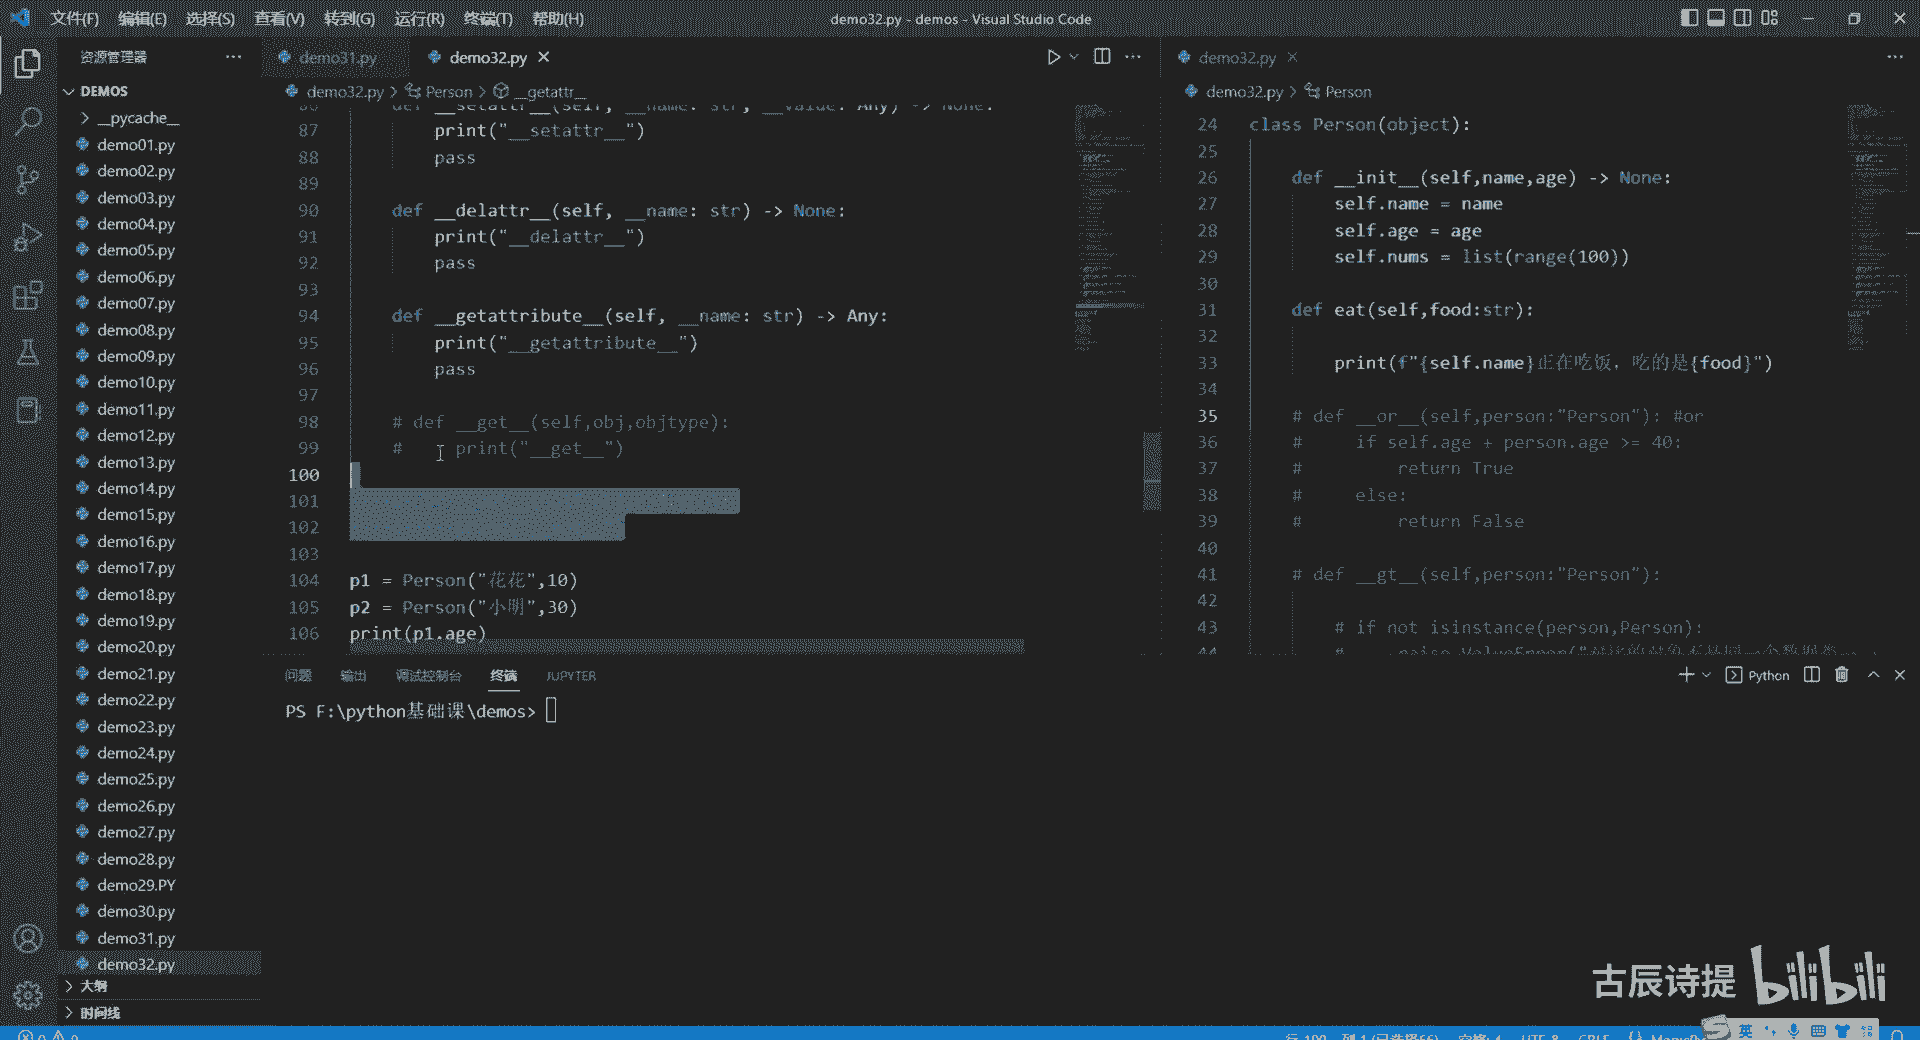 文件(F) 编辑(E) 选择(S) 查看(V) 转到(G) 运行(R) 终端(T) 帮助(H)
demo32.py - demos - Visual Studio Code
资源管理器
DEMOS
__pycache__
demo01.py
demo02.py
demo03.py
demo04.py
demo05.py
demo06.py
demo07.py
demo08.py
demo09.py
demo10.py
demo11.py
demo12.py
demo13.py
demo14.py
demo15.py
demo16.py
demo17.py
demo18.py
demo19.py
demo20.py
demo21.py
demo22.py
demo23.py
demo24.py
demo25.py
demo26.py
demo27.py
demo28.py
demo29.PY
demo30.py
demo31.py
demo32.py
大纲
时间线
demo31.py demo32.py
demo32.py > Person > __getattr__
86 def __setattr__(self, __name: str, __value: Any) -> None:
87 print("__setattr__")
88 pass
89
90 def __delattr__(self, __name: str) -> None:
91 print("__delattr__")
92 pass
93
94 def __getattribute__(self, __name: str) -> Any:
95 print("__getattribute__")
96 pass
97
98 # def __get__(self,obj,objtype):
99 # print("__get__")
100
101
102
103
104 p1 = Person("花花",10)
105 p2 = Person("小明",30)
106 print(p1.age)
demo32.py
demo32.py > Person
24 class Person(object):
25
26 def __init__(self,name,age) -> None:
27 self.name = name
28 self.age = age
29 self.nums = list(range(100))
30
31 def eat(self,food:str):
32
33 print(f"{self.name}正在吃饭，吃的是{food}")
34
35 # def __or__(self,person:"Person"): #or
36 # if self.age + person.age >= 40:
37 # return True
38 # else:
39 # return False
40
41 # def __gt__(self,person:"Person"):
42
43 # if not isinstance(person,Person):
44 # raise ValueError("
问题 输出 调试控制台 终端 JUPYTER
Python
PS F:\python基础课\demos>
古辰诗提 bilibili
英